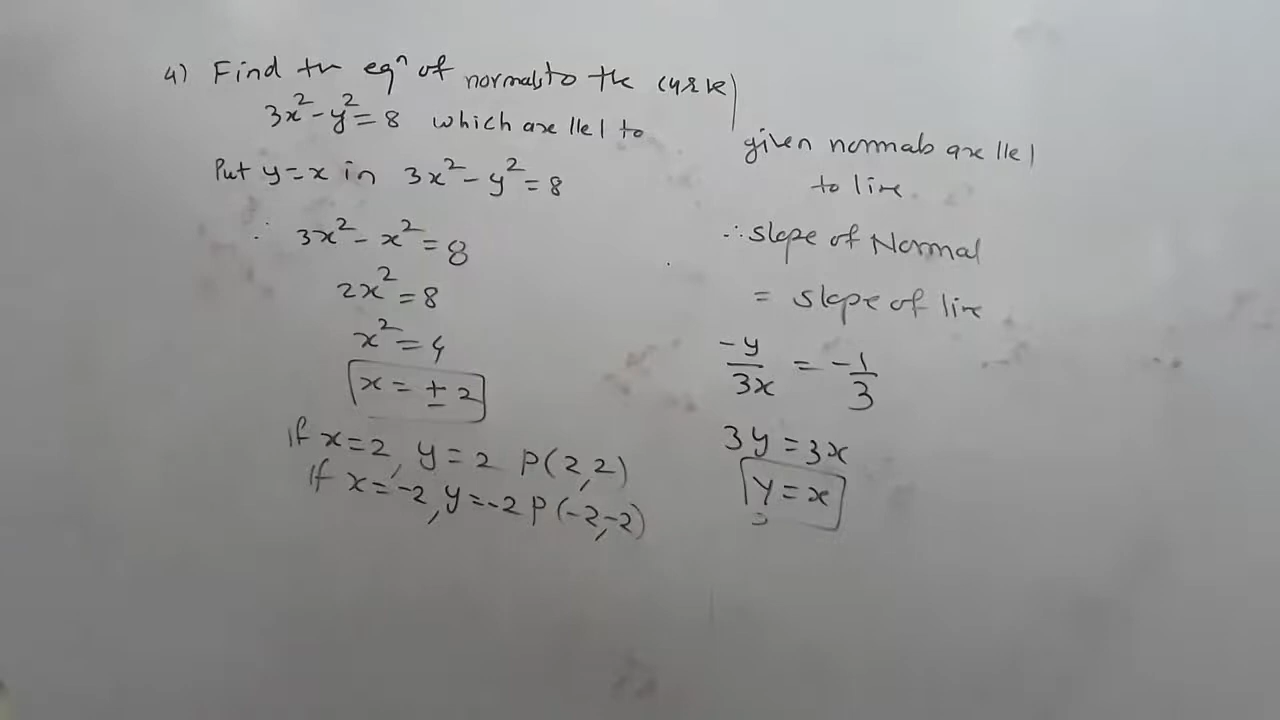 4) Find the eqⁿ of normals to the curve
3x² - y² = 8 which are llel to
Put y = x in 3x² - y² = 8
∴ 3x² - x² = 8
2x² = 8
x² = 4
x = ± 2
If x = 2, y = 2 P(2,2)
If x = -2, y = -2 P(-2,-2)
given normals are llel
to line
∴ slope of Normal
= slope of line
-y/3x = -1/3
3y = 3x
y = x